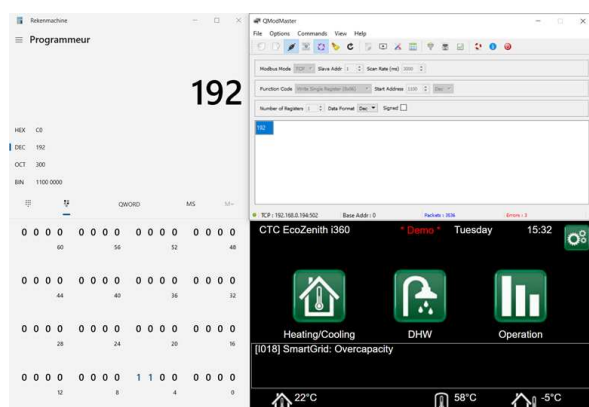 Rekenmachine
Programmeur
192
HEX C0
DEC 192
OCT 300
BIN 1100 0000
QWORD MS M
0 0 0 0 0 0 0 0 0 0 0 0 0 0 0 0
60 56 52 48
0 0 0 0 0 0 0 0 0 0 0 0 0 0 0 0
44 40 36 32
0 0 0 0 0 0 0 0 0 0 0 0 0 0 0 0
28 24 20 16
0 0 0 0 0 0 0 0 1 1 0 0 0 0 0 0
12 8 4 0
QModMaster
File Options Commands View Help
Modbus Mode TCP Slave Addr 1 Scan Rate (ms)
Function Code Write Single Register (0x06) Start Address Dec
Number of Registers 1 Data Format Dec Signed
192
TCP : 192.168.0.194:502 Base Addr : 0 Packets : Errors : 3
CTC EcoZenith i360 * Demo * Tuesday 15:32
Heating/Cooling DHW Operation
[I018] SmartGrid: Overcapacity
22°C 58°C -5°C